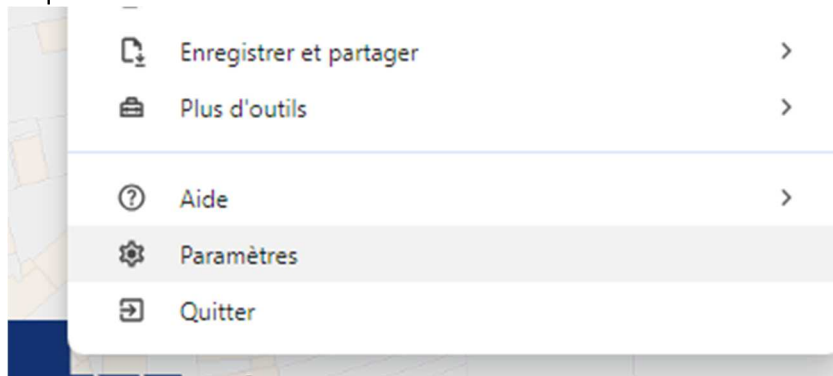 Enregistrer et partager
Plus d'outils
Aide
Paramètres
Quitter